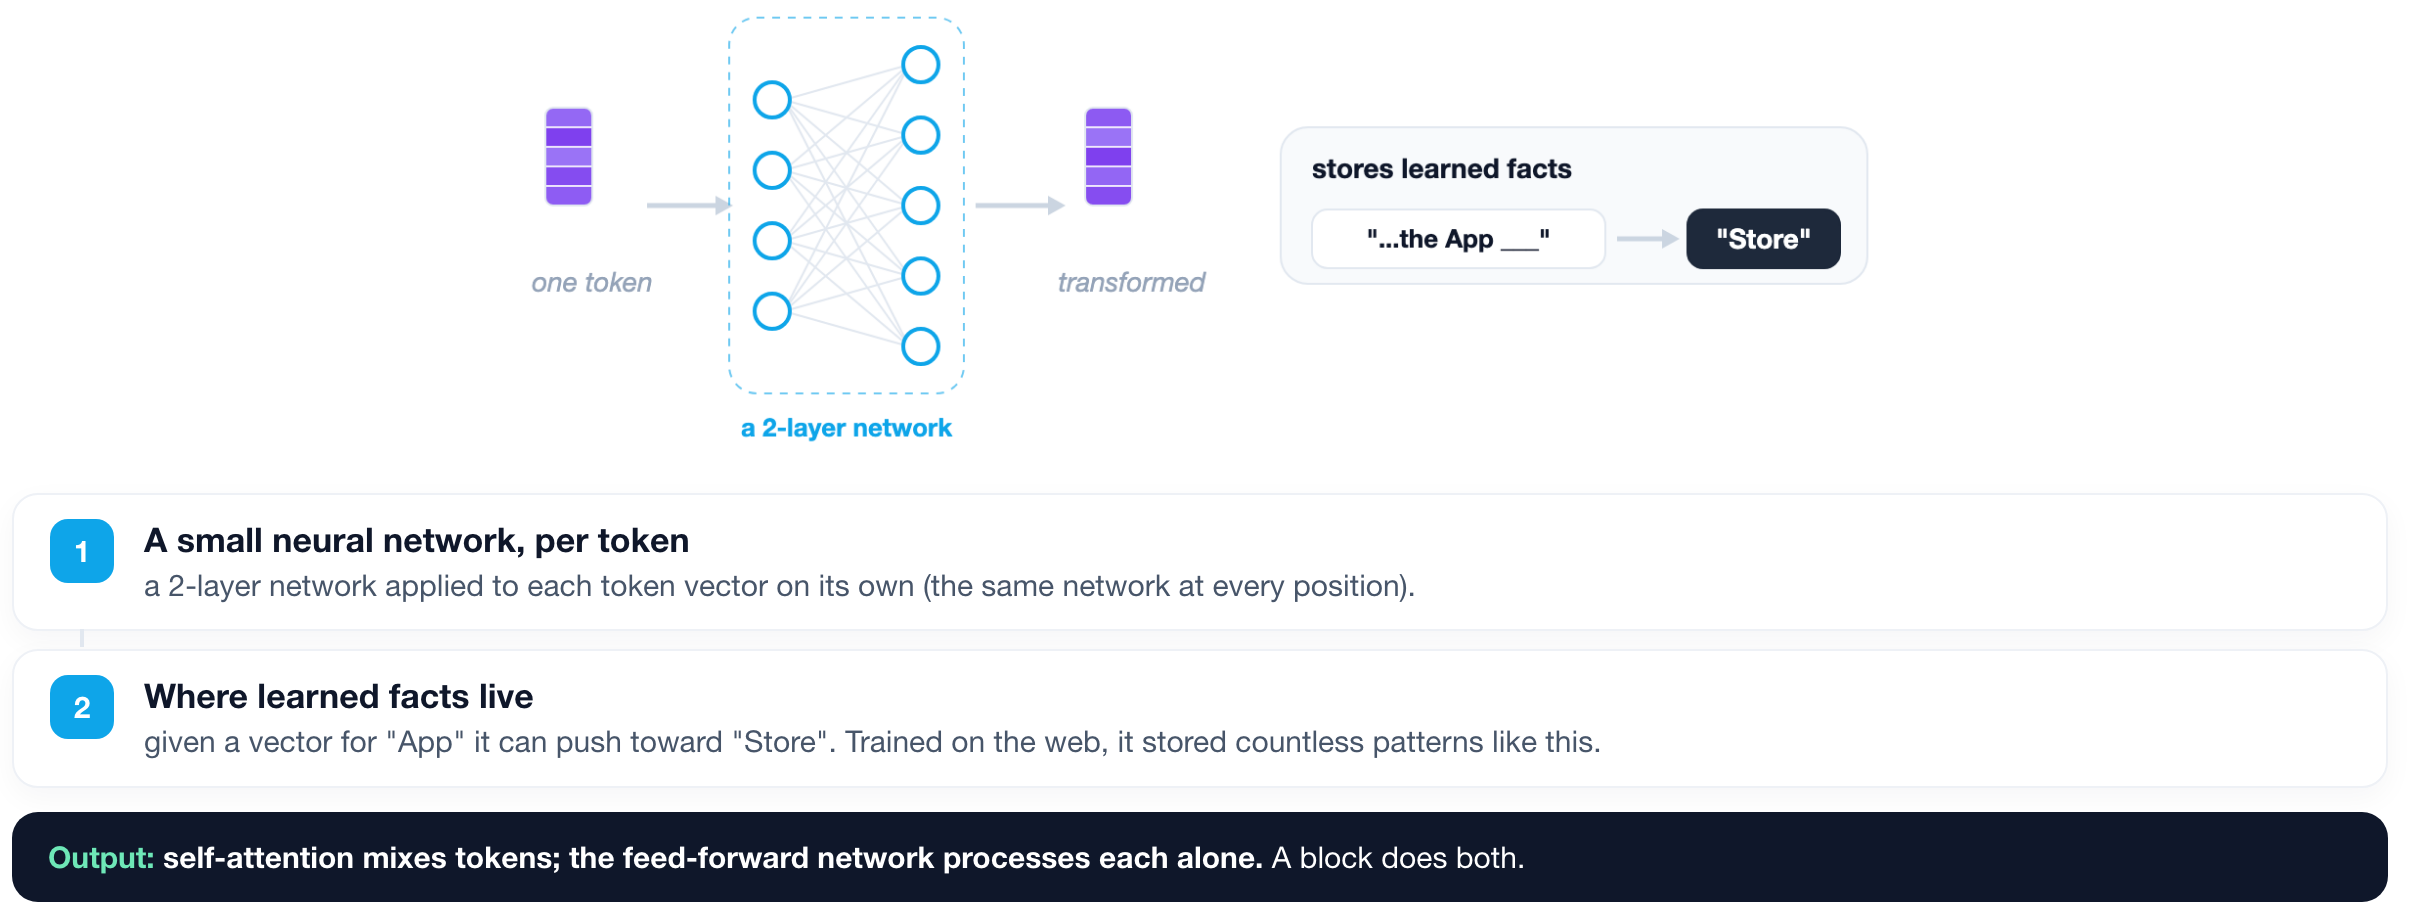 one token
a 2-layer network
transformed
stores learned facts
"...the App ___"
"Store"
1
A small neural network, per token
a 2-layer network applied to each token vector on its own (the same network at every position).
2
Where learned facts live
given a vector for "App" it can push toward "Store". Trained on the web, it stored countless patterns like this.
Output: self-attention mixes tokens; the feed-forward network processes each alone. A block does both.